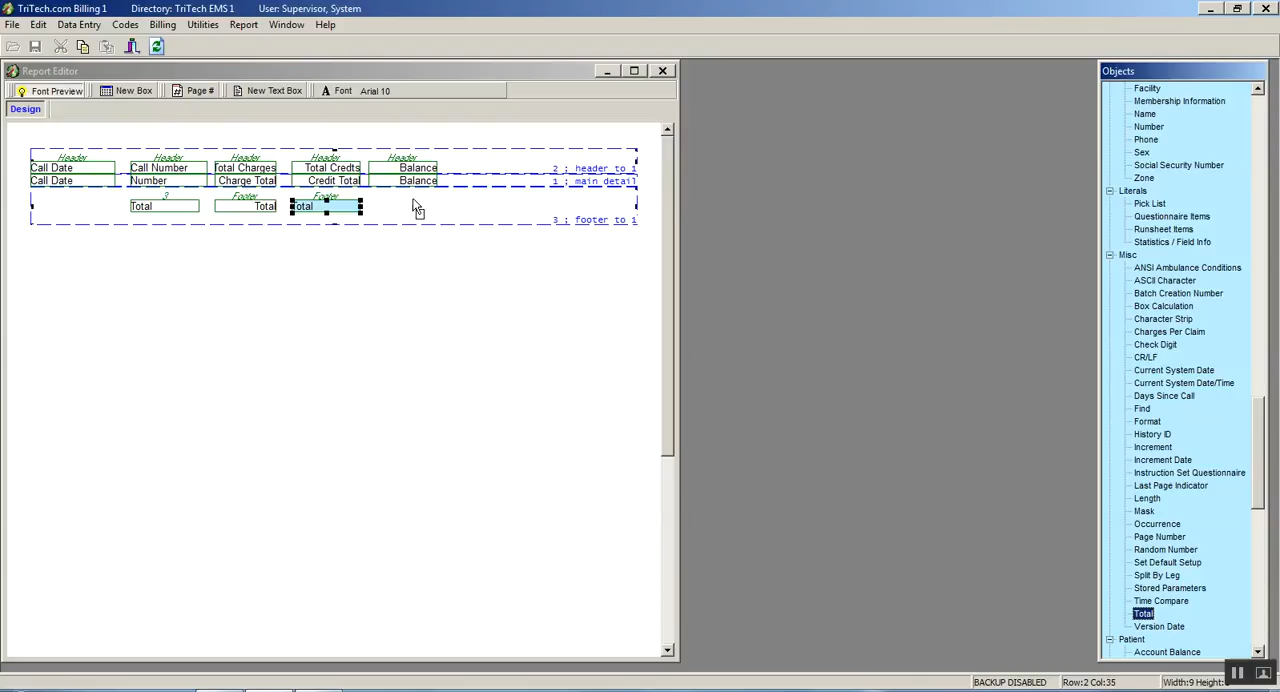 TriTech.com Billing 1 Directory: TriTech EMS 1 User: Supervisor, System
File Edit Data Entry Codes Billing Utilities Report Window Help
Report Editor
Font Preview New Box Page # New Text Box A Font Arial 10
Design
Header Header Header Header Header
Call Date Call Number Total Charges Total Credts Balance 2 : header to 1
Call Date Number Charge Total Credit Total Balance 1 : main detail
3 Footer Footer
Total Total Total
3 : footer to 1
Objects
Facility
Membership Information
Name
Number
Phone
Sex
Social Security Number
Zone
Literals
Pick List
Questionnaire Items
Runsheet Items
Statistics / Field Info
Misc
ANSI Ambulance Conditions
ASCII Character
Batch Creation Number
Box Calculation
Character Strip
Charges Per Claim
Check Digit
CR/LF
Current System Date
Current System Date/Time
Days Since Call
Find
Format
History ID
Increment
Increment Date
Instruction Set Questionnaire
Last Page Indicator
Length
Mask
Occurrence
Page Number
Random Number
Set Default Setup
Split By Leg
Stored Parameters
Time Compare
Total
Version Date
Patient
Account Balance
BACKUP DISABLED Row:2 Col:35 Width:9 Height: